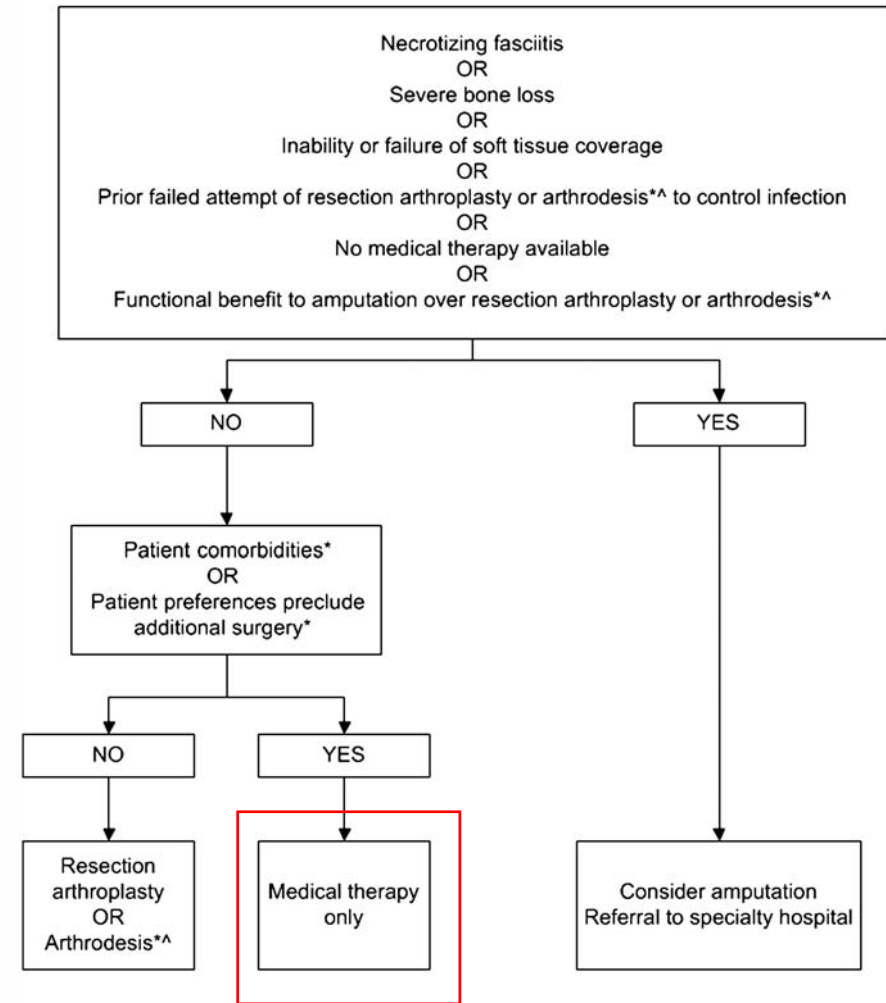 Necrotizing fasciitis
OR
Severe bone loss
OR
Inability or failure of soft tissue coverage
OR
Prior failed attempt of resection arthroplasty or arthrodesis*^ to control infection
OR
No medical therapy available
OR
Functional benefit to amputation over resection arthroplasty or arthrodesis*^
NO
YES
Patient comorbidities*
OR
Patient preferences preclude
additional surgery*
NO
YES
Resection
arthroplasty
OR
Arthrodesis*^
Medical therapy
only
Consider amputation
Referral to specialty hospital